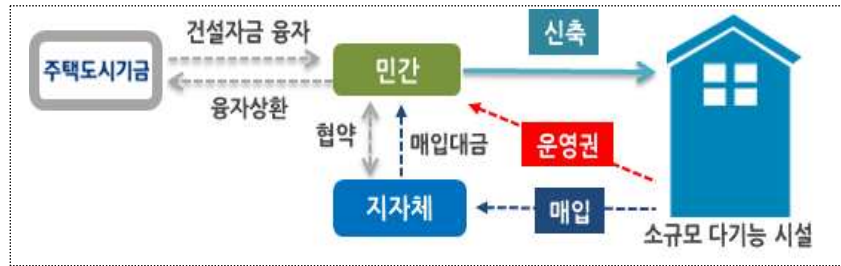 건설자금 융자
신축
주택도시기금
민간
융자상환
협약
매입대금
운영권
지자체
매입
소규모 다기능 시설